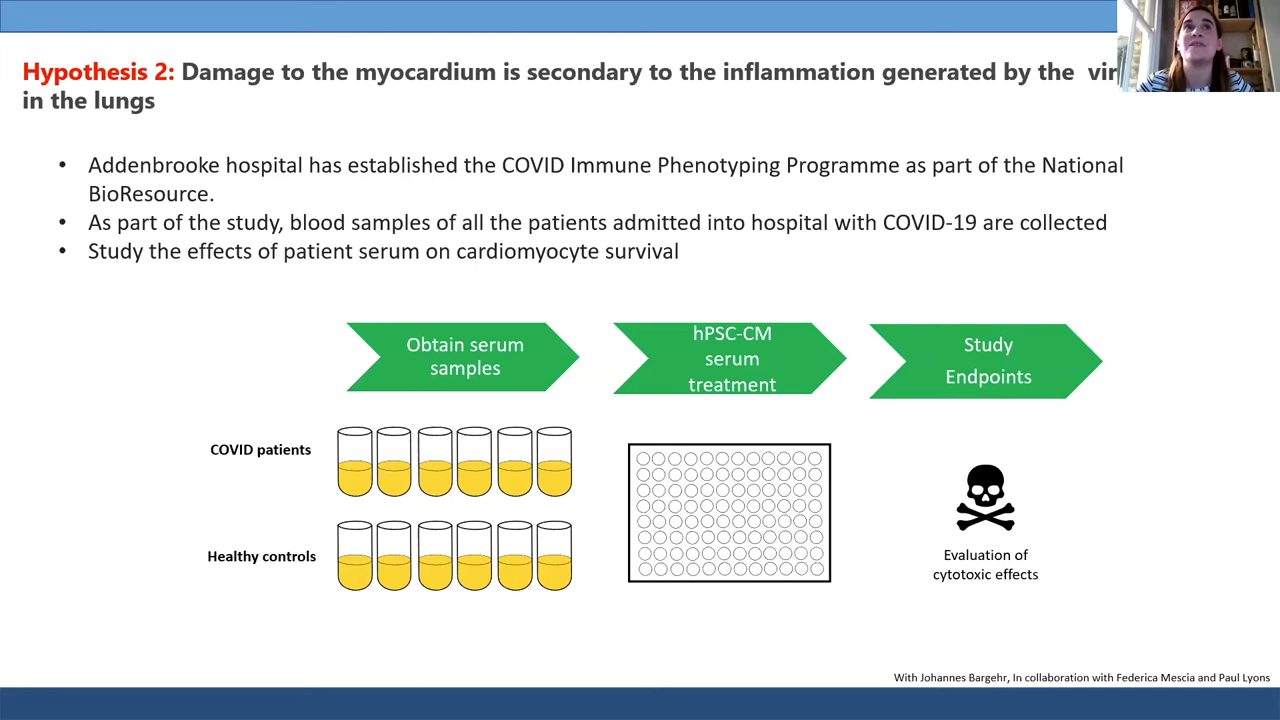 Hypothesis 2: Damage to the myocardium is secondary to the inflammation generated by the
in the lungs
• Addenbrooke hospital has established the COVID Immune Phenotyping Programme as part of the National
BioResource.
• As part of the study, blood samples of all the patients admitted into hospital with COVID-19 are collected
• Study the effects of patient serum on cardiomyocyte survival
Obtain serum
samples
hPSC-CM
serum
treatment
Study
Endpoints
COVID patients
Healthy controls
Evaluation of
cytotoxic effects
With Johannes Bargehr, In collaboration with Federica Mescia and Paul Lyons